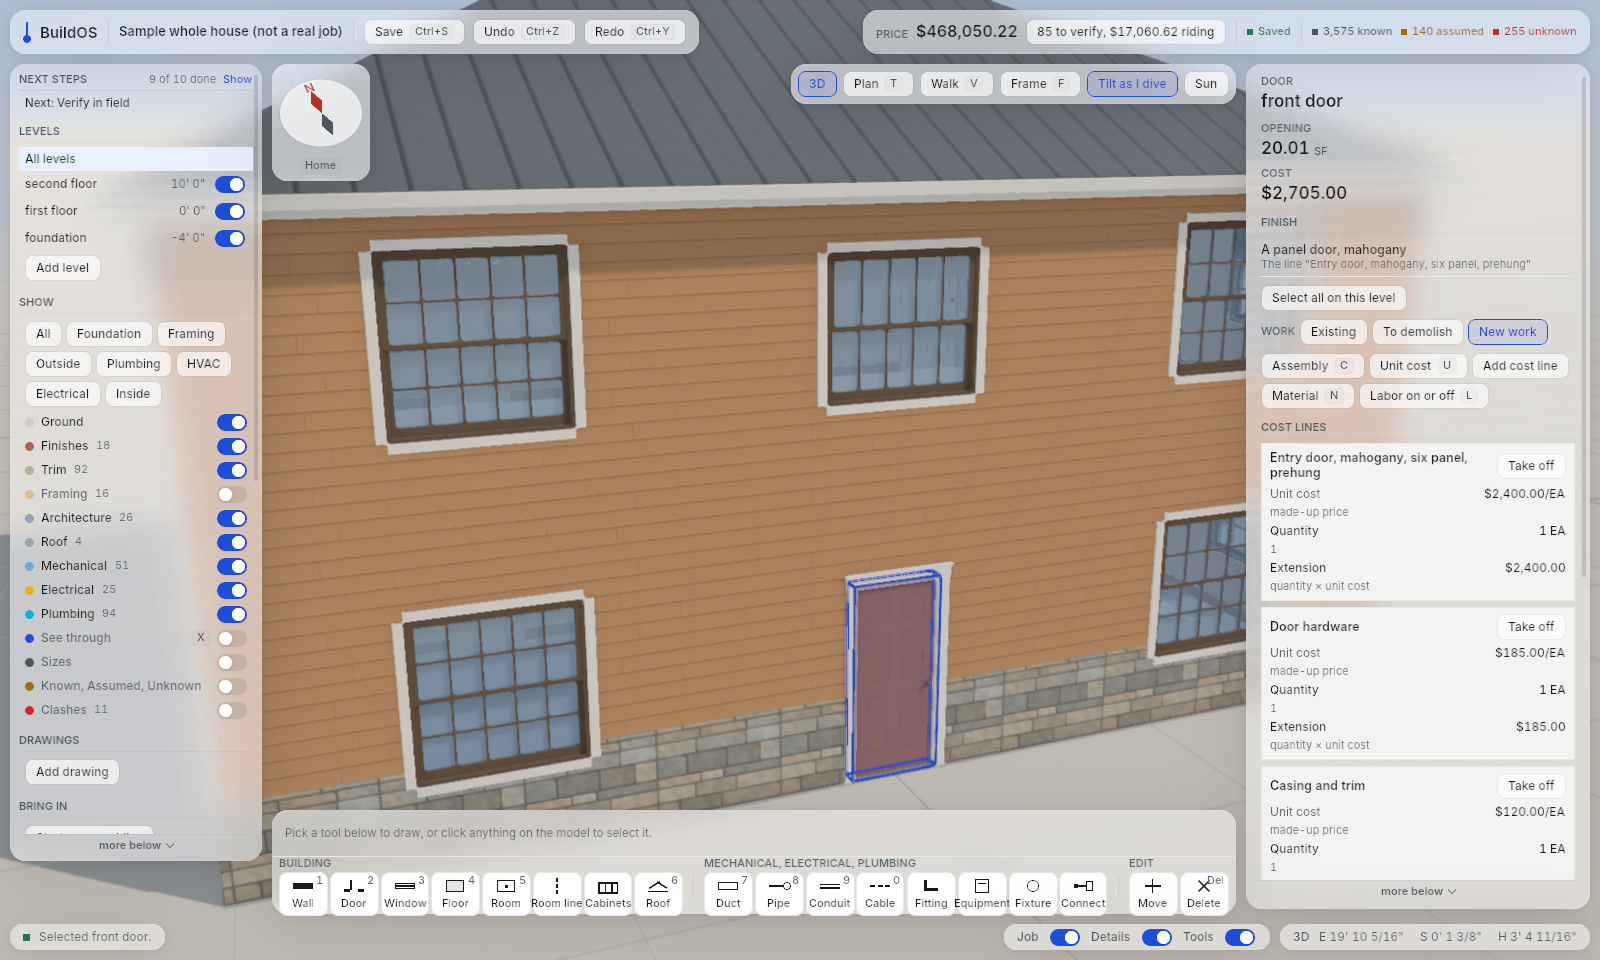 BuildOS
Sample whole house (not a real job)
Save Ctrl+S
Undo Ctrl+Z
Redo Ctrl+Y
PRICE $468,050.22
85 to verify, $17,060.62 riding
Saved
3,575 known
140 assumed
255 unknown
NEXT STEPS 9 of 10 done Show
Next: Verify in field
LEVELS
All levels
second floor 10' 0"
first floor 0' 0"
foundation -4' 0"
Add level
SHOW
All Foundation Framing
Outside Plumbing HVAC
Electrical Inside
Ground
Finishes 18
Trim 92
Framing 16
Architecture 26
Roof 4
Mechanical 51
Electrical 25
Plumbing 94
See through X
Sizes
Known, Assumed, Unknown
Clashes 11
DRAWINGS
Add drawing
BRING IN
more below
N
Home
3D
Plan T
Walk V
Frame F
Tilt as I dive
Sun
DOOR
front door
OPENING
20.01 SF
COST
$2,705.00
FINISH
A panel door, mahogany
The line "Entry door, mahogany, six panel, prehung"
Select all on this level
WORK Existing To demolish New work
Assembly C Unit cost U Add cost line
Material N Labor on or off L
COST LINES
Entry door, mahogany, six panel, prehung Take off
Unit cost $2,400.00/EA
made-up price
Quantity 1 EA
1
Extension $2,400.00
quantity × unit cost
Door hardware Take off
Unit cost $185.00/EA
made-up price
Quantity 1 EA
1
Extension $185.00
quantity × unit cost
Casing and trim Take off
Unit cost $120.00/EA
made-up price
Quantity 1 EA
1
more below
Pick a tool below to draw, or click anything on the model to select it.
BUILDING
1 Wall
2 Door
3 Window
4 Floor
5 Room
Room line
Cabinets
6 Roof
MECHANICAL, ELECTRICAL, PLUMBING
7 Duct
8 Pipe
9 Conduit
0 Cable
Fitting
Equipment
Fixture
Connect
EDIT
Move
Del Delete
Selected front door.
Job Details Tools
3D E 19' 10 5/16" S 0' 1 3/8" H 3' 4 11/16"